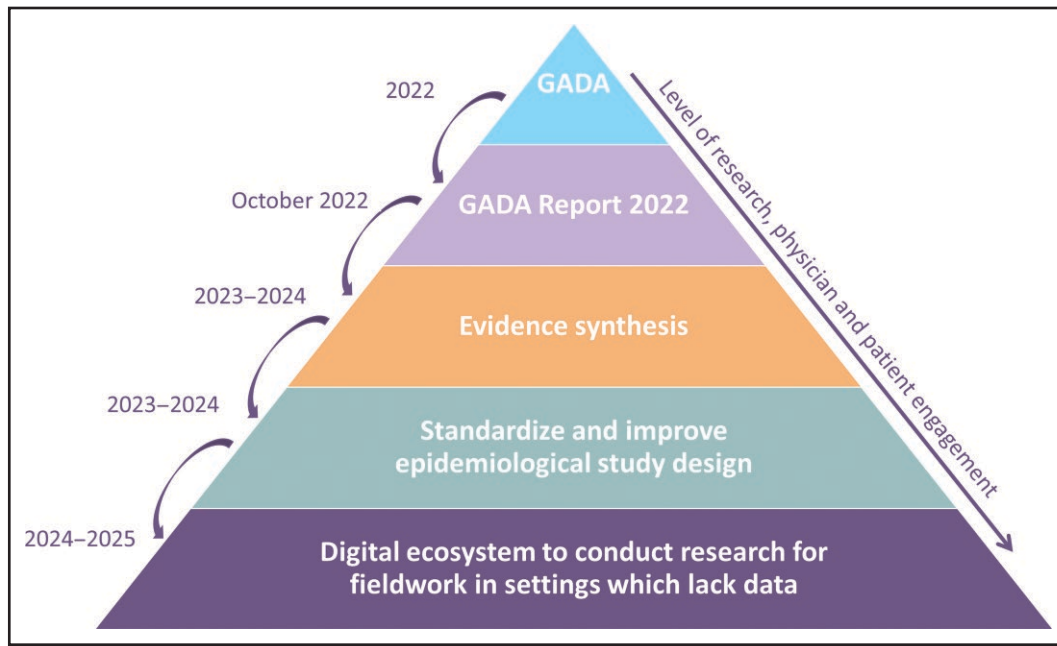 GADA
2022
Level of research, physician and patient engagement
October 2022
GADA Report 2022
2023–2024
Evidence synthesis
2023–2024
Standardize and improve
epidemiological study design
2024–2025
Digital ecosystem to conduct research for
fieldwork in settings which lack data